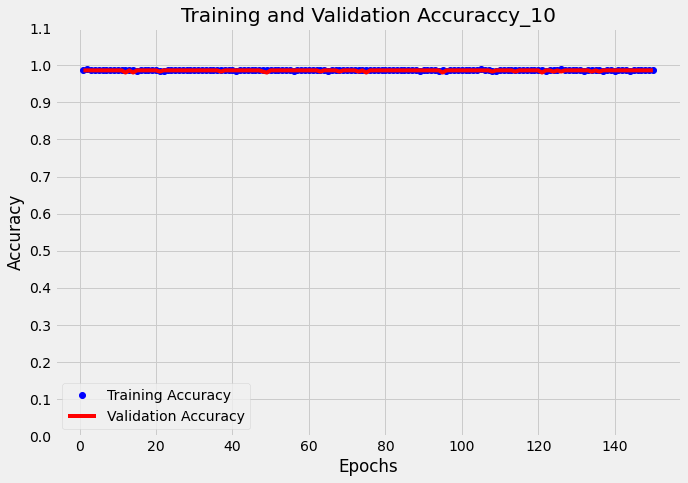 Training and Validation Accuraccy_10
1.1
1.0
0.9
0.8
0.7
0.6
0.5
0.4
0.3
0.2
0.1
0.0
Accuracy
Training Accuracy
Validation Accuracy
0 20 40 60 80 100 120 140
Epochs